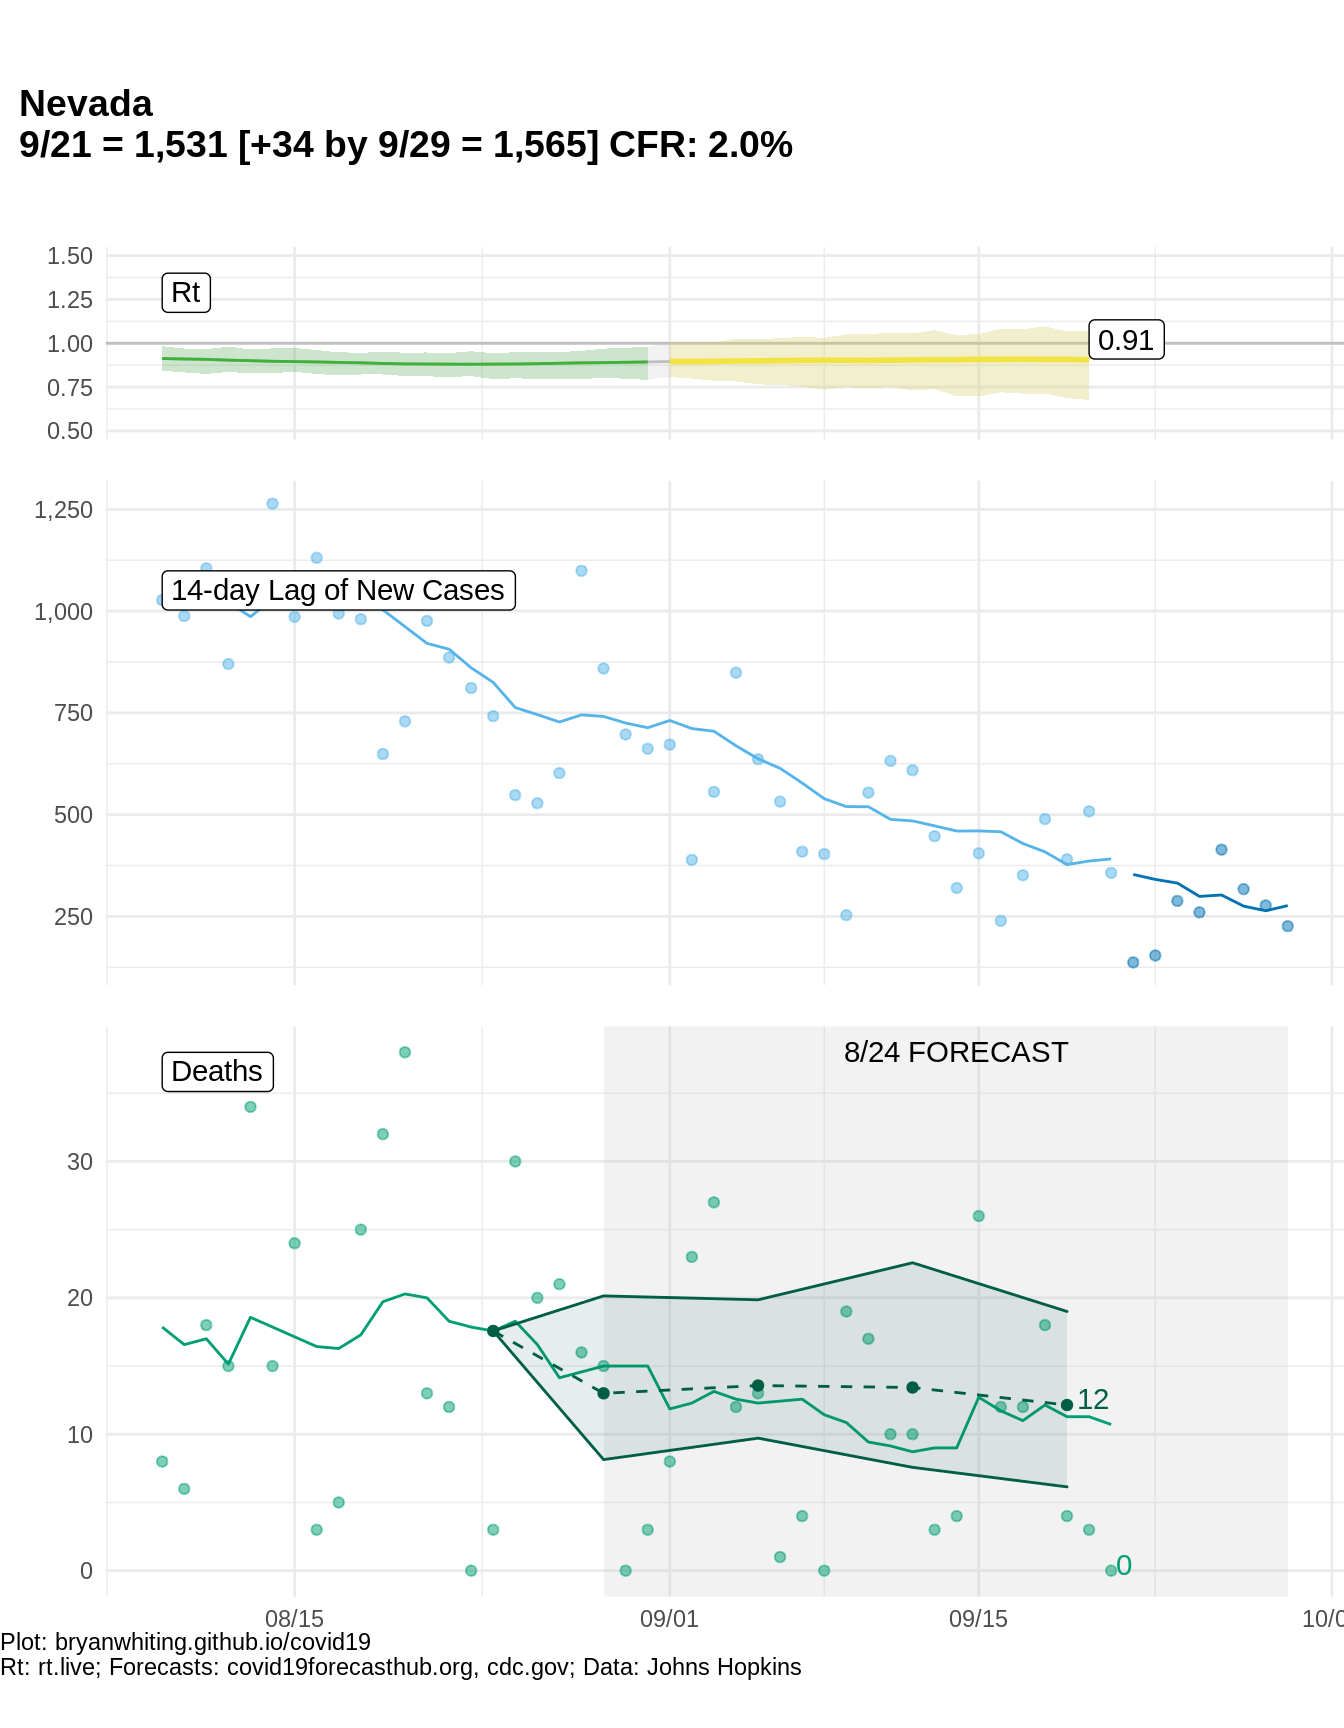 Nevada
9/21 = 1,531 [+34 by 9/29 = 1,565] CFR: 2.0%
1.50
1.25
1.00
0.75
0.50
Rt
0.91
1,250
1,000
750
500
250
14-day Lag of New Cases
30
20
10
0
Deaths
8/24 FORECAST
12
0
08/15
09/01
09/15
10/0
Plot: bryanwhiting.github.io/covid19
Rt: rt.live; Forecasts: covid19forecasthub.org, cdc.gov; Data: Johns Hopkins